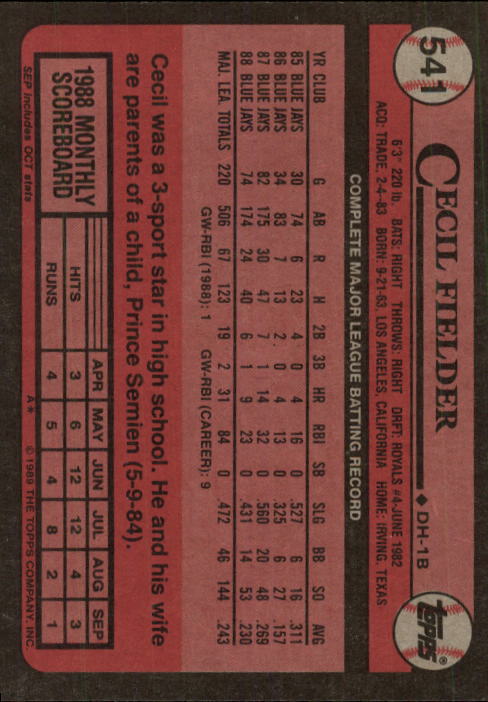 541
CECIL FIELDER ◆ DH-1B
topps®
6'3" 220 lb. BATS: RIGHT THROWS: RIGHT DRFT: ROYALS #4-JUNE 1982
ACQ: TRADE, 2-4-83 BORN: 9-21-63, LOS ANGELES, CALIFORNIA HOME: IRVING, TEXAS
COMPLETE MAJOR LEAGUE BATTING RECORD
YR CLUB G AB R H 2B 3B HR RBI SB SLG BB SO AVG
85 BLUE JAYS 30 74 6 23 4 0 4 16 0 .527 6 16 .311
86 BLUE JAYS 34 83 7 13 2 0 4 13 0 .325 6 27 .157
87 BLUE JAYS 82 175 30 47 7 1 14 32 0 .560 20 48 .269
88 BLUE JAYS 74 174 24 40 6 1 9 23 0 .431 14 53 .230
MAJ. LEA. TOTALS 220 506 67 123 19 2 31 84 0 .472 46 144 .243
GW-RBI (1988): 1 GW-RBI (CAREER): 9
Cecil was a 3-sport star in high school. He and his wife
are parents of a child, Prince Semien (5-9-84).
1988 MONTHLY
SCOREBOARD
APR MAY JUN JUL AUG SEP
HITS 3 6 12 12 4 3
RUNS 4 5 4 8 2 1
SEP includes OCT stats
A* © 1989 THE TOPPS COMPANY, INC.